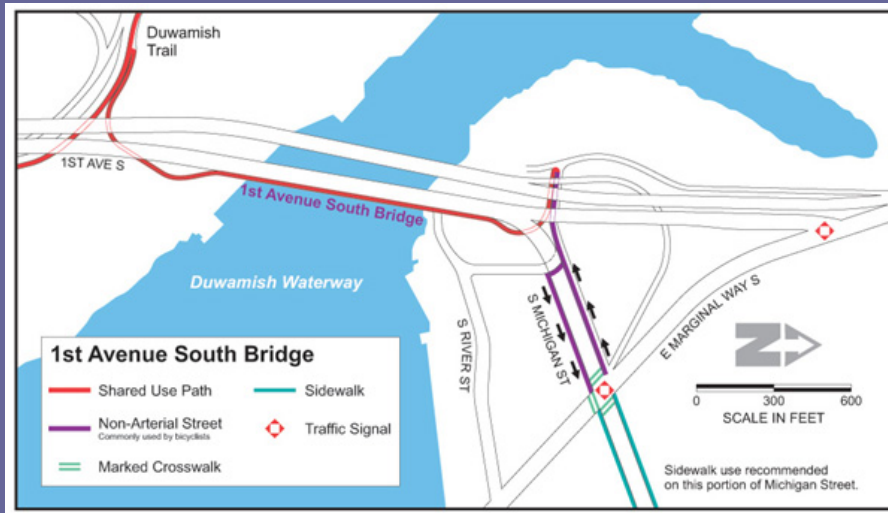 Duwamish
Trail
1ST AVE S
1st Avenue South Bridge
Duwamish Waterway
S RIVER ST
S MICHIGAN ST
E MARGINAL WAY S
N
0 300 600
SCALE IN FEET
Sidewalk use recommended
on this portion of Michigan Street.
1st Avenue South Bridge
Shared Use Path
Sidewalk
Non-Arterial Street
Commonly used by bicyclists
Traffic Signal
Marked Crosswalk